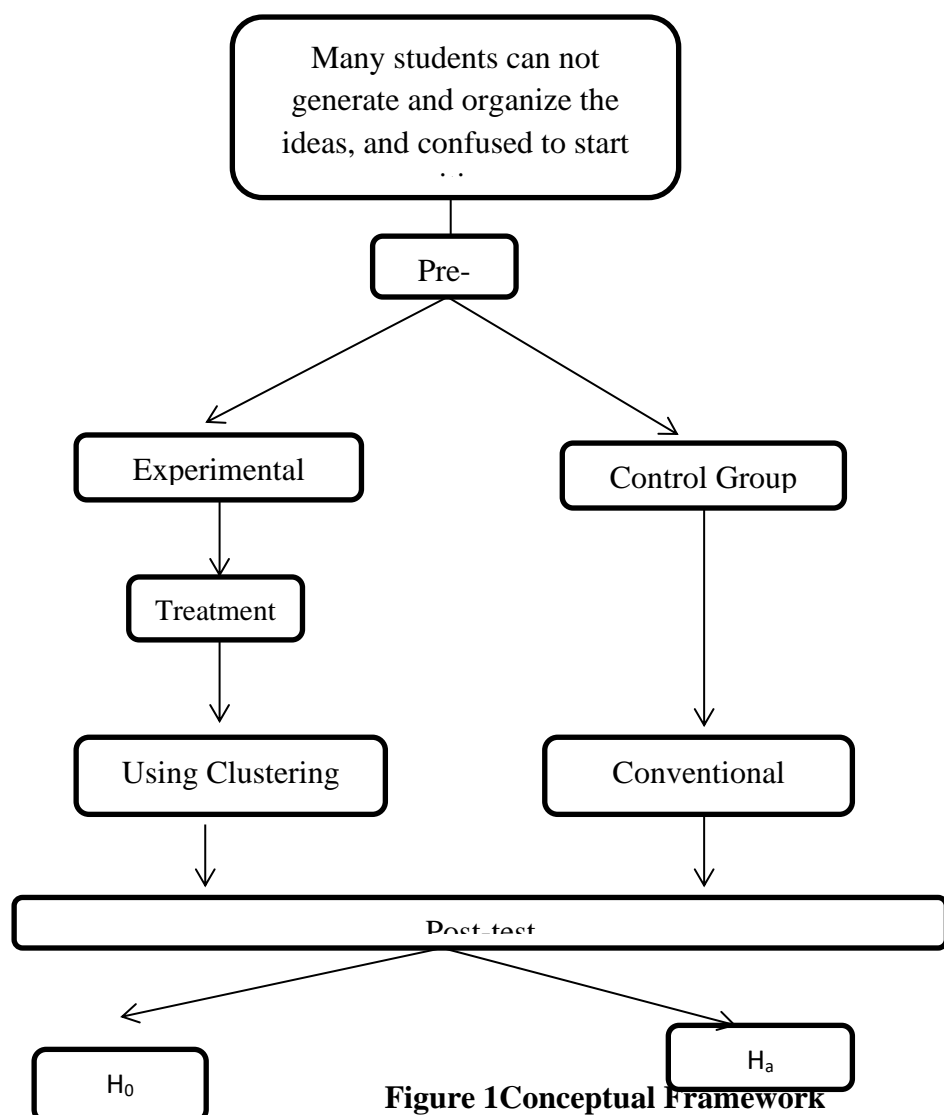 Many students can not
generate and organize the
ideas, and confused to start
Pre-
Experimental
Control Group
Treatment
Using Clustering
Conventional
Post-test
H₀
Hₐ
Figure 1Conceptual Framework